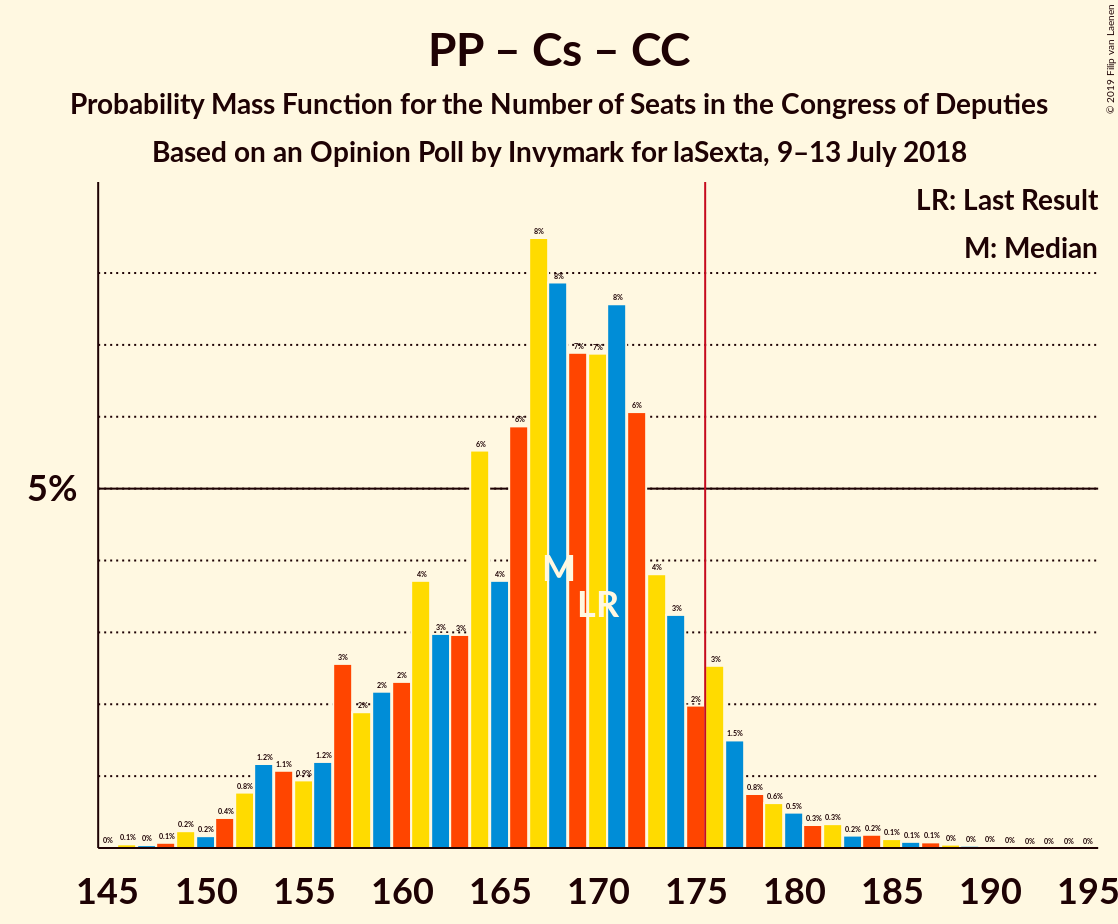 PP – Cs – CC
Probability Mass Function for the Number of Seats in the Congress of Deputies
Based on an Opinion Poll by Invymark for laSexta, 9–13 July 2018
© 2019 Filip van Laenen
LR: Last Result
M: Median
5%
0% 0.1% 0% 0.1% 0.2% 0.2% 0.4% 0.8% 1.2% 1.1% 0.9% 1.2% 3% 2% 2% 2% 4% 3% 3% 6% 4% 6% 8% 8% 7% 7% 8% 6% 4% 3% 2% 3% 1.5% 0.8% 0.6% 0.5% 0.3% 0.3% 0.2% 0.2% 0.1% 0.1% 0.1% 0% 0% 0% 0% 0% 0% 0% 0%
M
LR
145 150 155 160 165 170 175 180 185 190 195